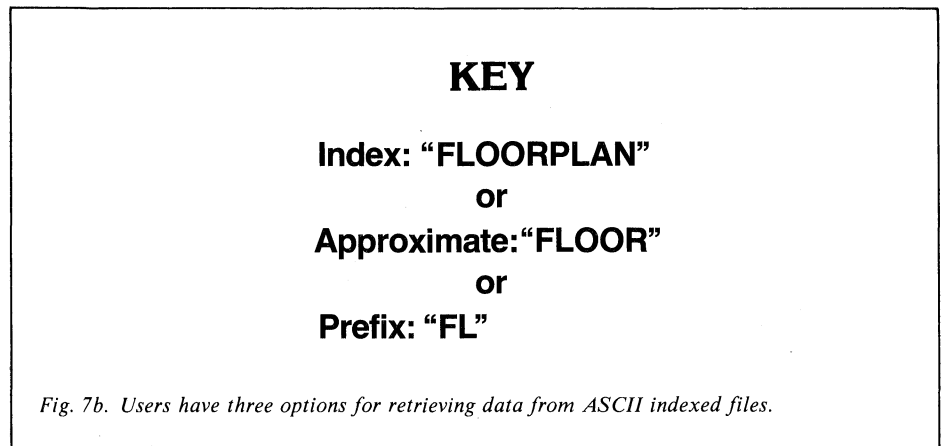 KEY
Index: “FLOORPLAN”
or
Approximate:“FLOOR”
or
Prefix: “FL”
Fig. 7b. Users have three options for retrieving data from ASCII indexed files.